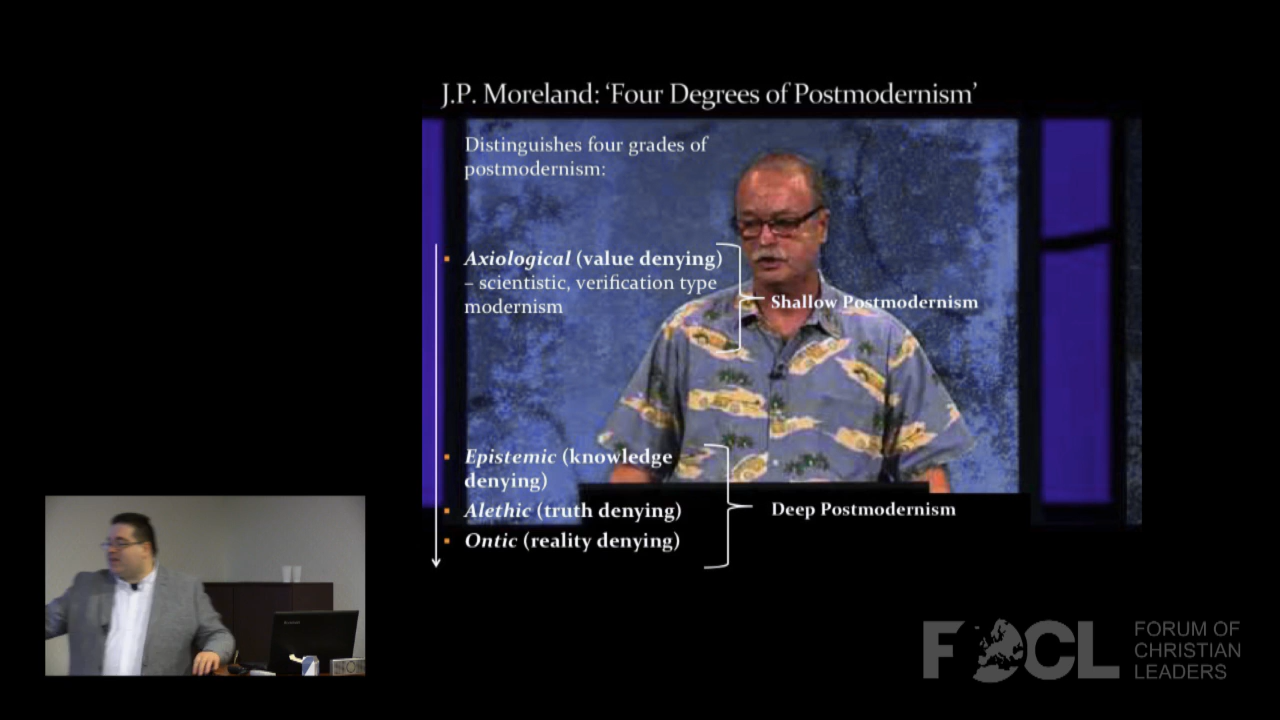 J.P. Moreland: ‘Four Degrees of Postmodernism’
Distinguishes four grades of
postmodernism:
▪ Axiological (value denying)
– scientistic, verification type
modernism
Shallow Postmodernism
▪ Epistemic (knowledge
denying)
▪ Alethic (truth denying)
▪ Ontic (reality denying)
Deep Postmodernism
FOCL
FORUM OF
CHRISTIAN
LEADERS